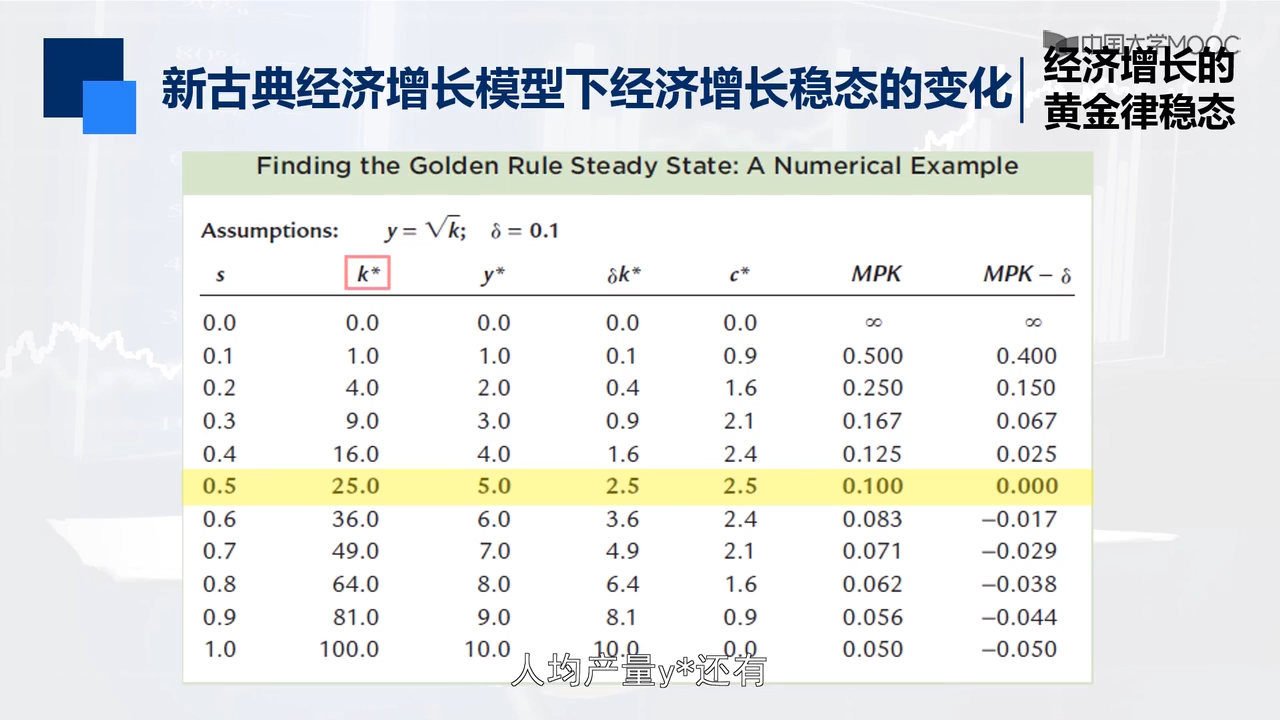 中国大学MOOC
新古典经济增长模型下经济增长稳态的变化
经济增长的
黄金律稳态
Finding the Golden Rule Steady State: A Numerical Example
Assumptions: y = √k; δ = 0.1
s k* y* δk* c* MPK MPK − δ
0.0 0.0 0.0 0.0 0.0 ∞ ∞
0.1 1.0 1.0 0.1 0.9 0.500 0.400
0.2 4.0 2.0 0.4 1.6 0.250 0.150
0.3 9.0 3.0 0.9 2.1 0.167 0.067
0.4 16.0 4.0 1.6 2.4 0.125 0.025
0.5 25.0 5.0 2.5 2.5 0.100 0.000
0.6 36.0 6.0 3.6 2.4 0.083 −0.017
0.7 49.0 7.0 4.9 2.1 0.071 −0.029
0.8 64.0 8.0 6.4 1.6 0.062 −0.038
0.9 81.0 9.0 8.1 0.9 0.056 −0.044
1.0 100.0 10.0 10.0 0.0 0.050 −0.050
人均产量y*还有